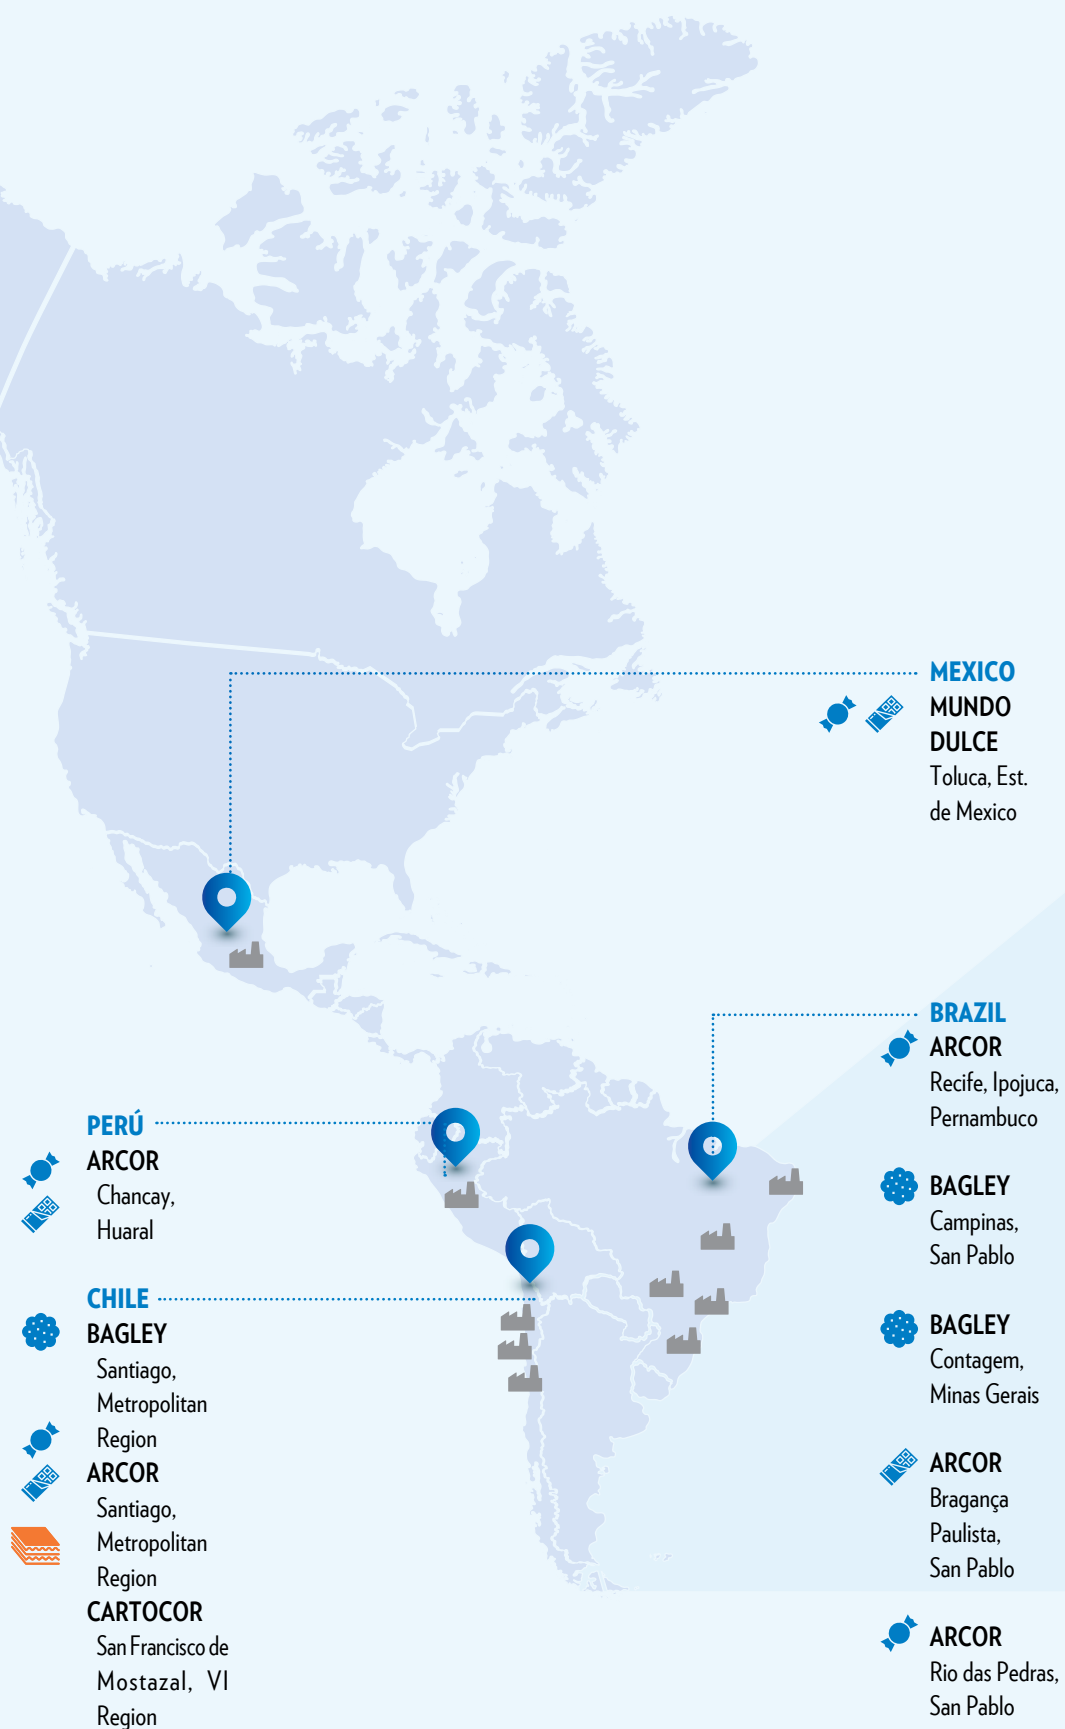 MEXICO
MUNDO
DULCE
Toluca, Est.
de Mexico
BRAZIL
ARCOR
Recife, Ipojuca,
Pernambuco
BAGLEY
Campinas,
San Pablo
BAGLEY
Contagem,
Minas Gerais
ARCOR
Bragança
Paulista,
San Pablo
ARCOR
Rio das Pedras,
San Pablo
PERÚ
ARCOR
Chancay,
Huaral
CHILE
BAGLEY
Santiago,
Metropolitan
Region
ARCOR
Santiago,
Metropolitan
Region
CARTOCOR
San Francisco de
Mostazal, VI
Region